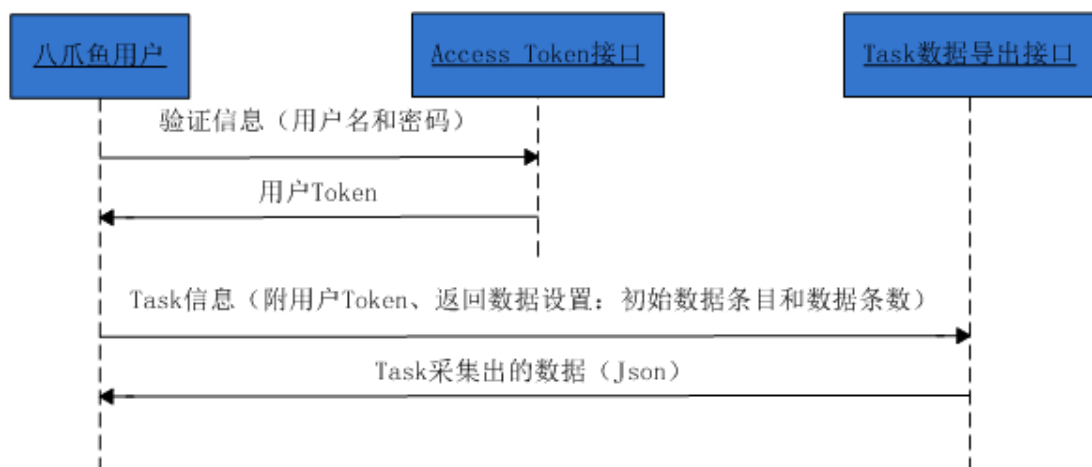 八爪鱼用户
Access Token接口
Task数据导出接口
验证信息（用户名和密码）
用户Token
Task信息（附用户Token、返回数据设置：初始数据条目和数据条数）
Task采集出的数据（Json）